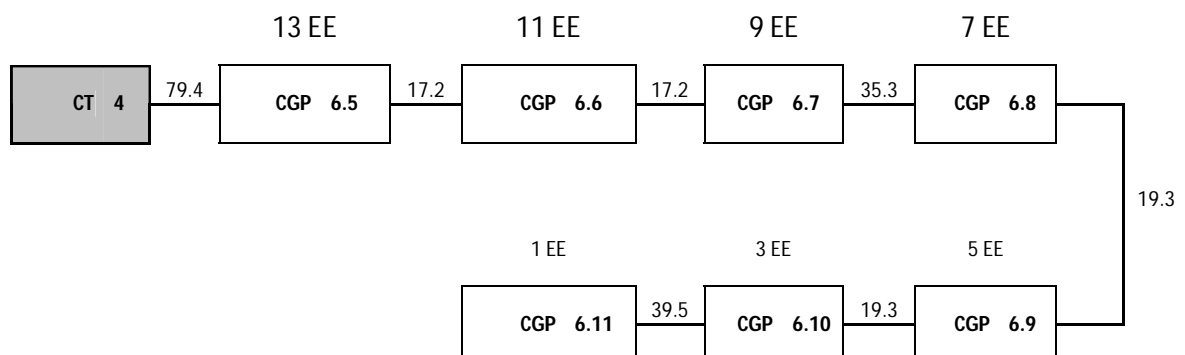 13 EE 11 EE 9 EE 7 EE
CT 4 79.4 CGP 6.5 17.2 CGP 6.6 17.2 CGP 6.7 35.3 CGP 6.8
19.3
1 EE 3 EE 5 EE
CGP 6.11 39.5 CGP 6.10 19.3 CGP 6.9